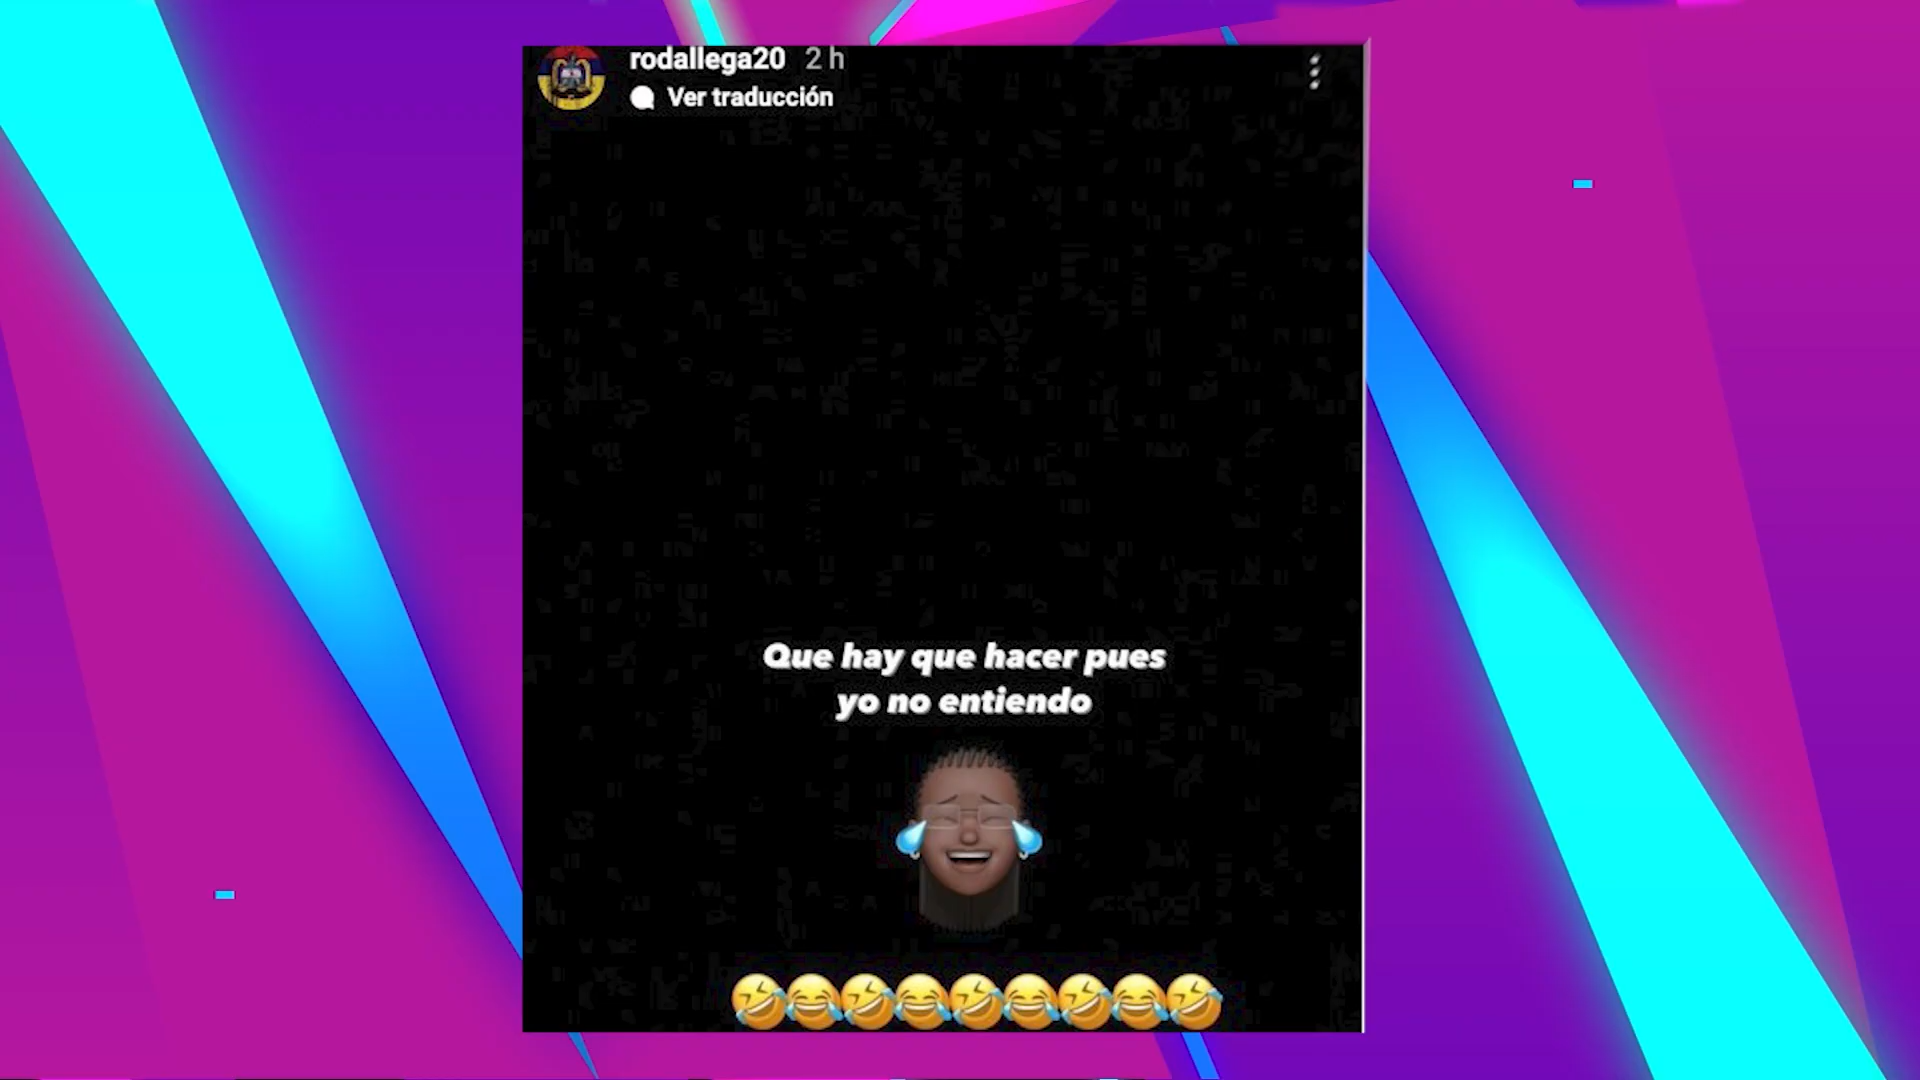 rodallega20 2 h
Ver traducción
Que hay que hacer pues
yo no entiendo